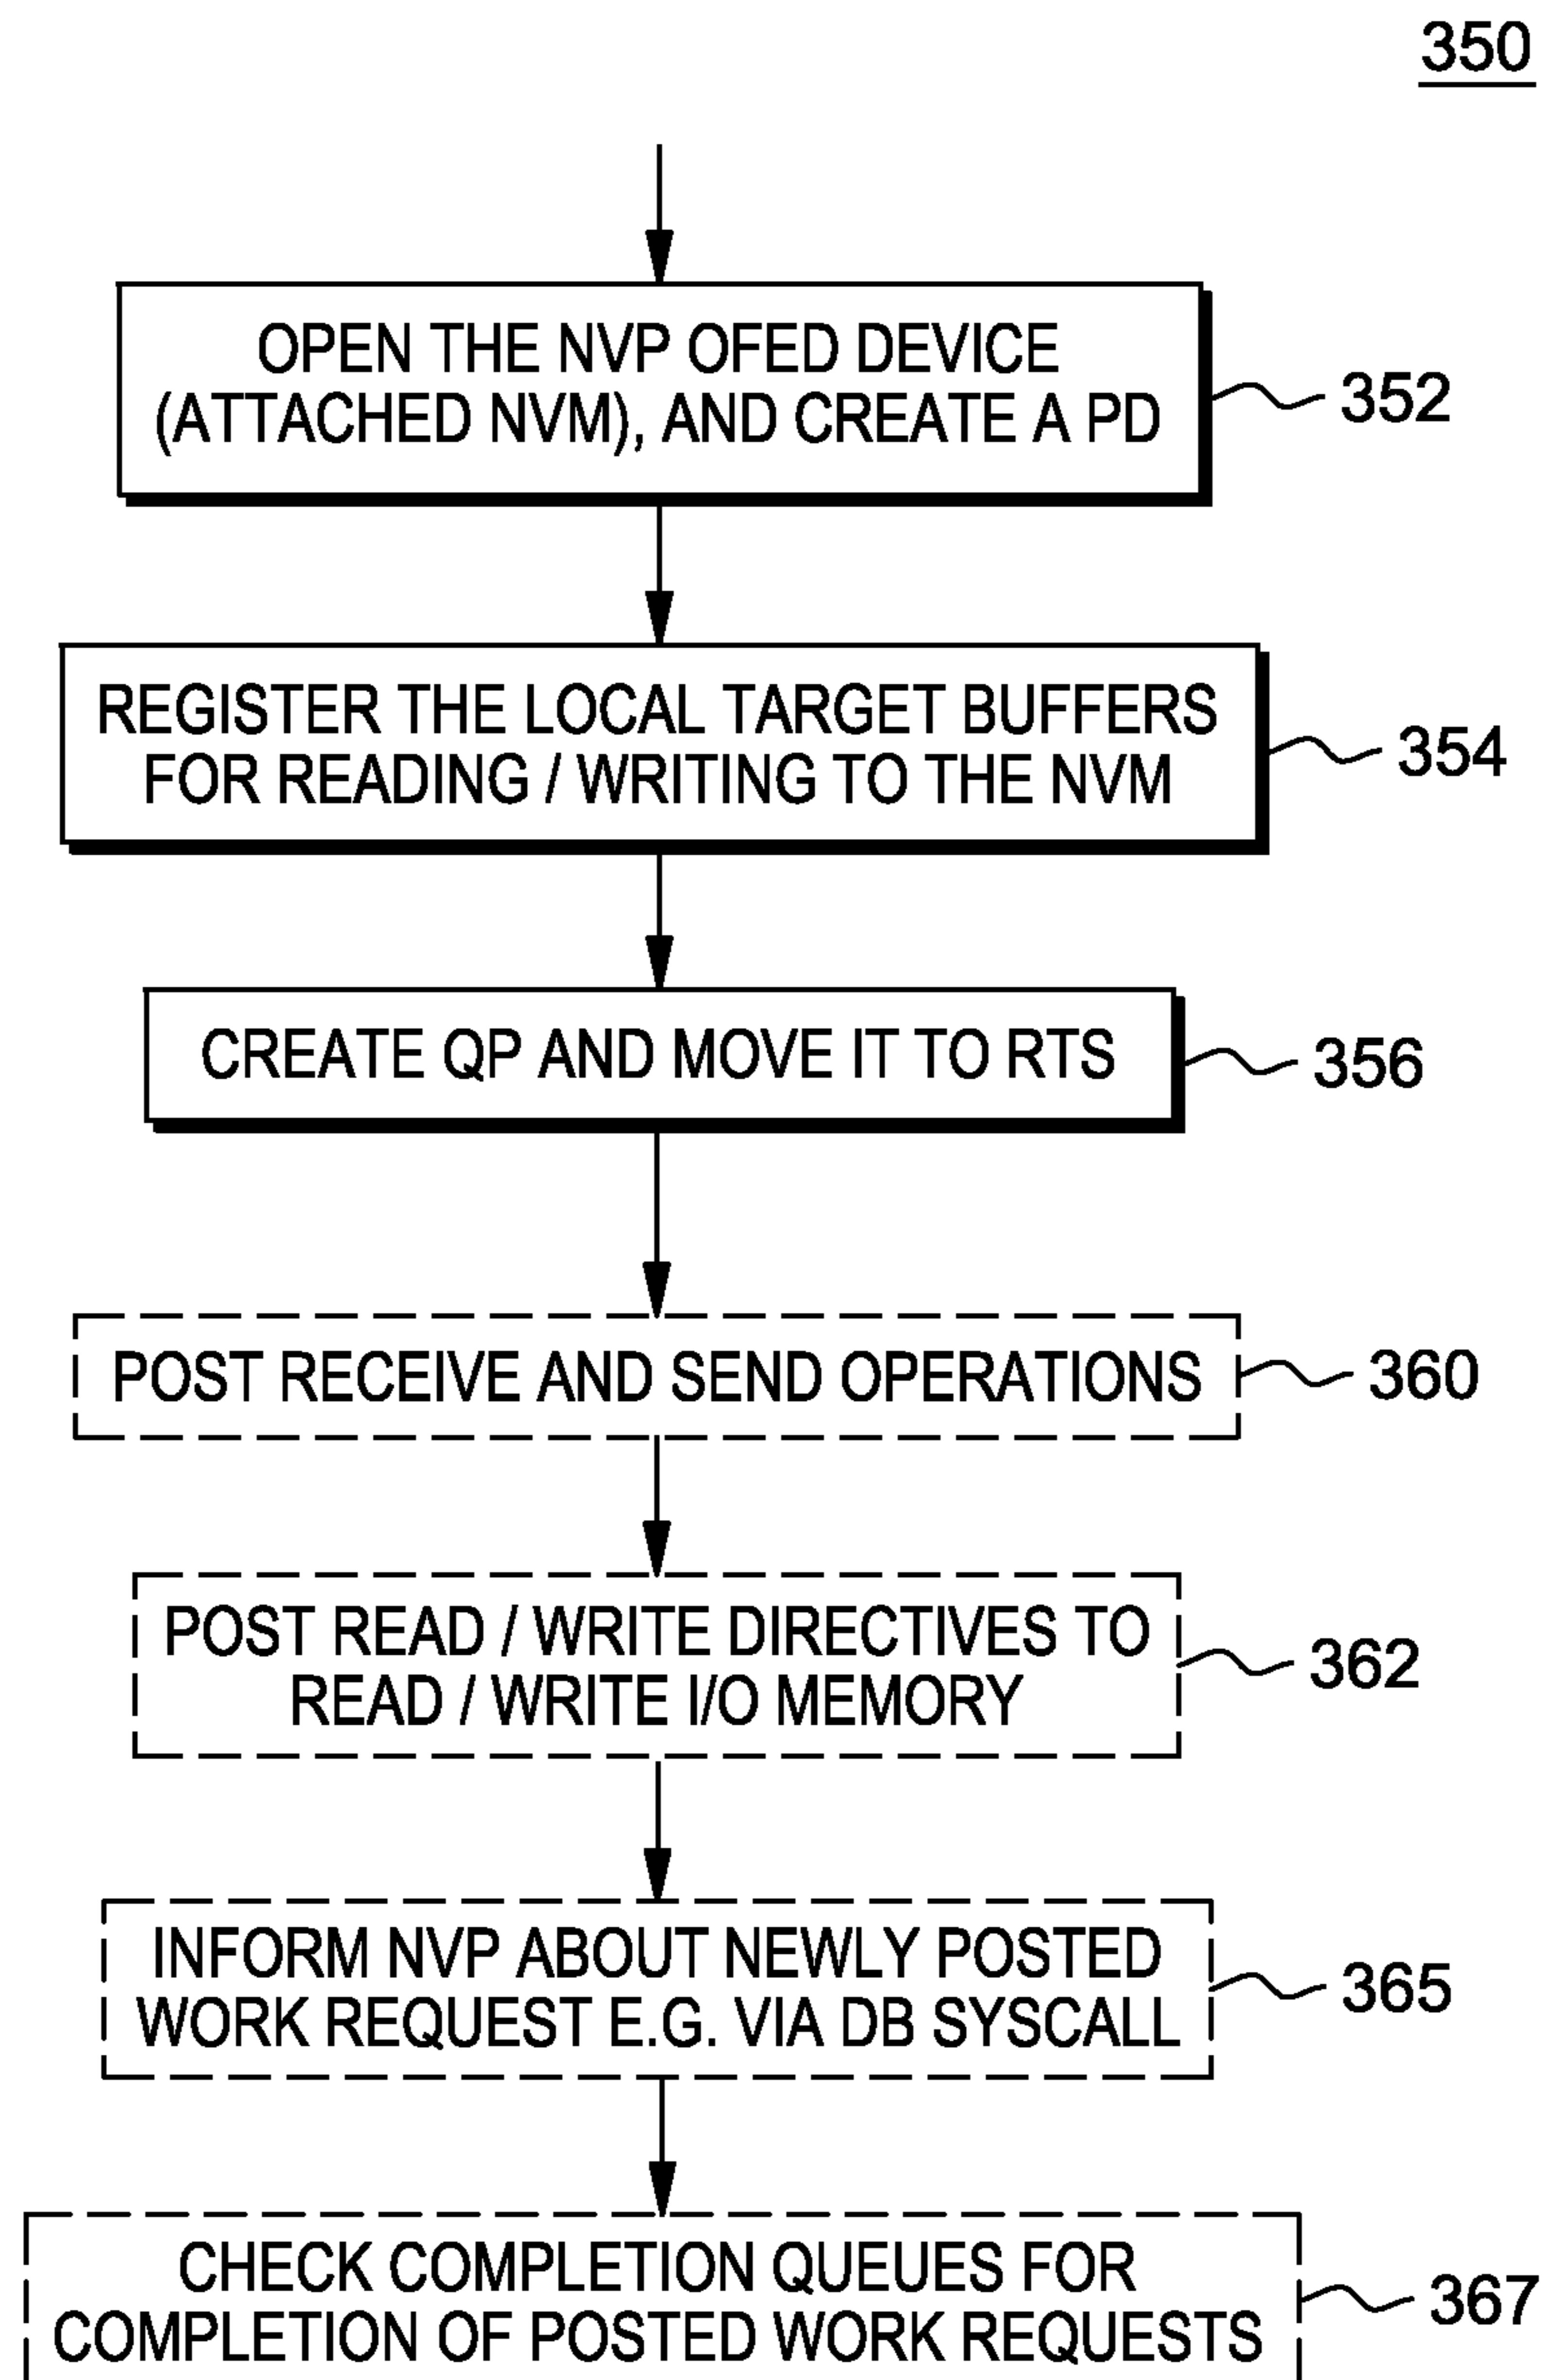 350
OPEN THE NVP OFED DEVICE
(ATTACHED NVM), AND CREATE A PD
352
REGISTER THE LOCAL TARGET BUFFERS
FOR READING / WRITING TO THE NVM
354
CREATE QP AND MOVE IT TO RTS
356
POST RECEIVE AND SEND OPERATIONS
360
POST READ / WRITE DIRECTIVES TO
READ / WRITE I/O MEMORY
362
INFORM NVP ABOUT NEWLY POSTED
WORK REQUEST E.G. VIA DB SYSCALL
365
CHECK COMPLETION QUEUES FOR
COMPLETION OF POSTED WORK REQUESTS
367